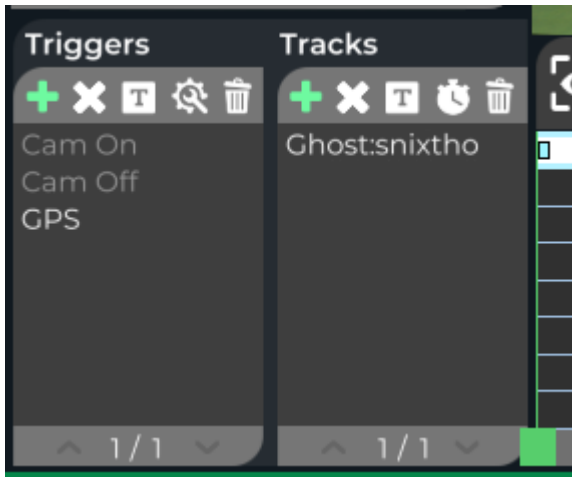 Triggers
T
Cam On
Cam Off
GPS
1 / 1
Tracks
T
Ghost:snixtho
1 / 1